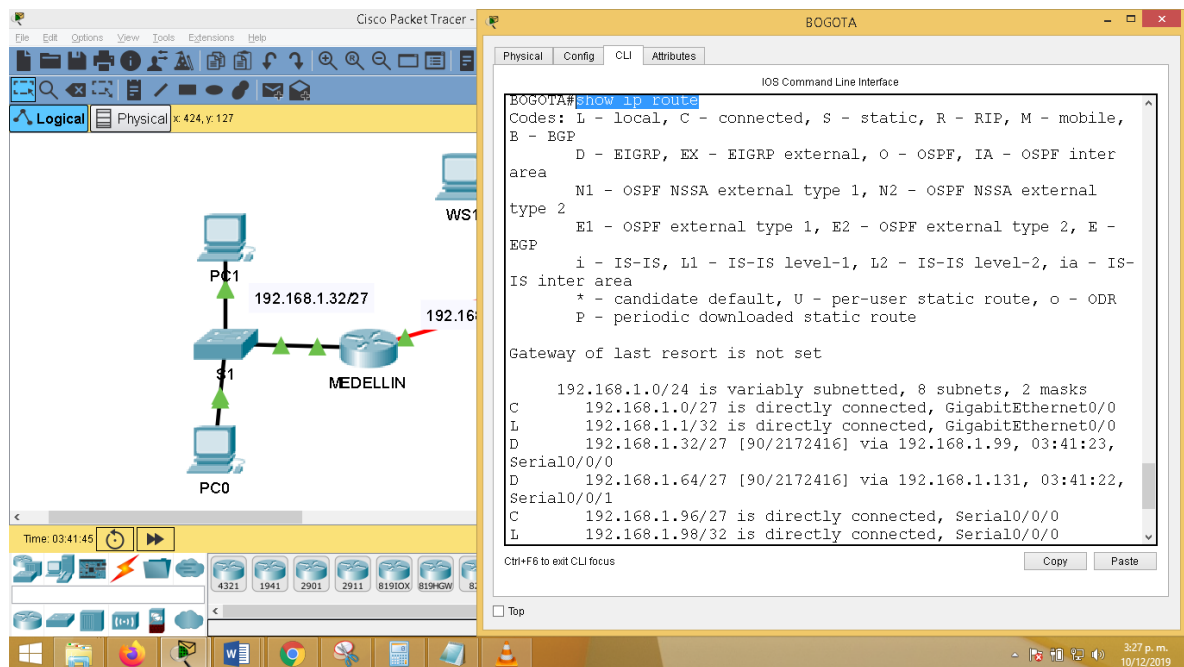 Cisco Packet Tracer -
File Edit Options View Tools Extensions Help
Logical Physical x: 424, y: 127
WS1
PC1
192.168.1.32/27
192.16
S1
MEDELLIN
PC0
Time: 03:41:45
4321 1941 2901 2911 819IOX 819HGW
BOGOTA
Physical Config CLI Attributes
IOS Command Line Interface
BOGOTA#show ip route
Codes: L - local, C - connected, S - static, R - RIP, M - mobile,
B - BGP
D - EIGRP, EX - EIGRP external, O - OSPF, IA - OSPF inter
area
N1 - OSPF NSSA external type 1, N2 - OSPF NSSA external
type 2
E1 - OSPF external type 1, E2 - OSPF external type 2, E -
EGP
i - IS-IS, L1 - IS-IS level-1, L2 - IS-IS level-2, ia - IS-
IS inter area
* - candidate default, U - per-user static route, o - ODR
P - periodic downloaded static route
Gateway of last resort is not set
192.168.1.0/24 is variably subnetted, 8 subnets, 2 masks
C 192.168.1.0/27 is directly connected, GigabitEthernet0/0
L 192.168.1.1/32 is directly connected, GigabitEthernet0/0
D 192.168.1.32/27 [90/2172416] via 192.168.1.99, 03:41:23,
Serial0/0/0
D 192.168.1.64/27 [90/2172416] via 192.168.1.131, 03:41:22,
Serial0/0/1
C 192.168.1.96/27 is directly connected, Serial0/0/0
L 192.168.1.98/32 is directly connected, Serial0/0/0
Ctrl+F6 to exit CLI focus
Copy Paste
Top
3:27 p. m.
10/12/2019